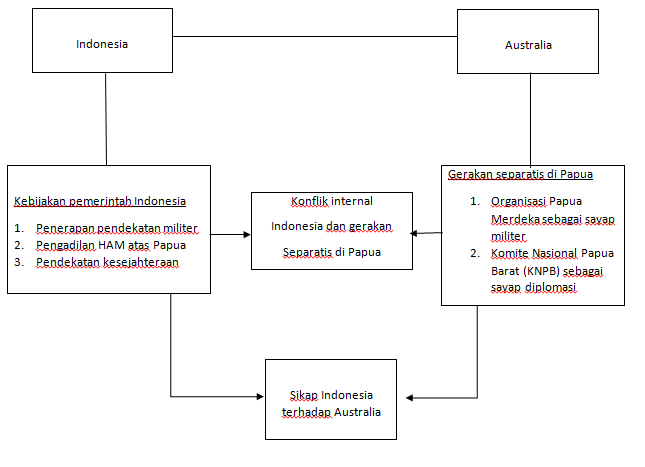 Indonesia
Australia
Kebijakan pemerintah Indonesia
1. Penerapan pendekatan militer
2. Pengadilan HAM atas Papua
3. Pendekatan kesejahteraan
Konflik internal
Indonesia dan gerakan
Separatis di Papua
Gerakan separatis di Papua
1. Organisasi Papua
Merdeka sebagai sayap
militer
2. Komite Nasional Papua
Barat (KNPB) sebagai
sayap diplomasi
Sikap Indonesia
terhadap Australia